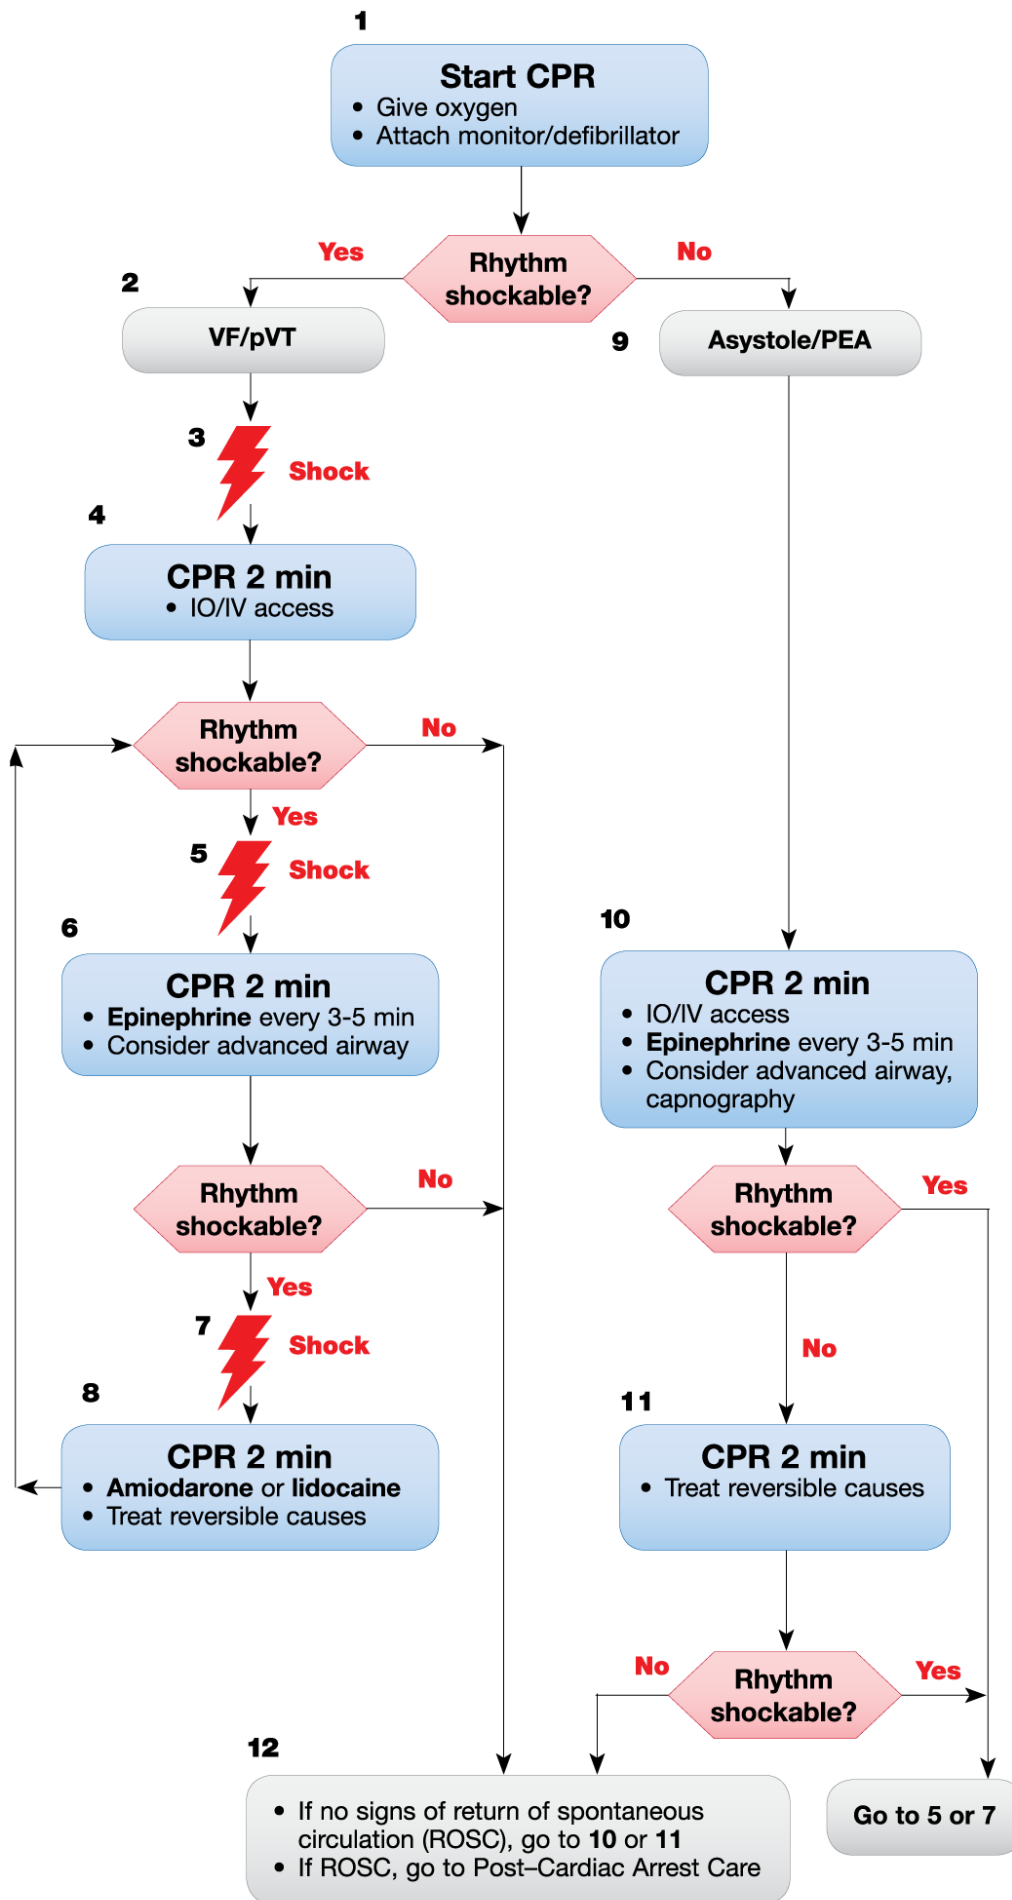 1
Start CPR
• Give oxygen
• Attach monitor/defibrillator
Rhythm
shockable?
Yes
No
2
VF/pVT
9
Asystole/PEA
3
Shock
4
CPR 2 min
• IO/IV access
Rhythm
shockable?
No
Yes
5
Shock
6
CPR 2 min
• Epinephrine every 3-5 min
• Consider advanced airway
Rhythm
shockable?
No
Yes
7
Shock
8
CPR 2 min
• Amiodarone or lidocaine
• Treat reversible causes
10
CPR 2 min
• IO/IV access
• Epinephrine every 3-5 min
• Consider advanced airway,
capnography
Rhythm
shockable?
Yes
No
11
CPR 2 min
• Treat reversible causes
Rhythm
shockable?
No
Yes
12
• If no signs of return of spontaneous
circulation (ROSC), go to 10 or 11
• If ROSC, go to Post–Cardiac Arrest Care
Go to 5 or 7